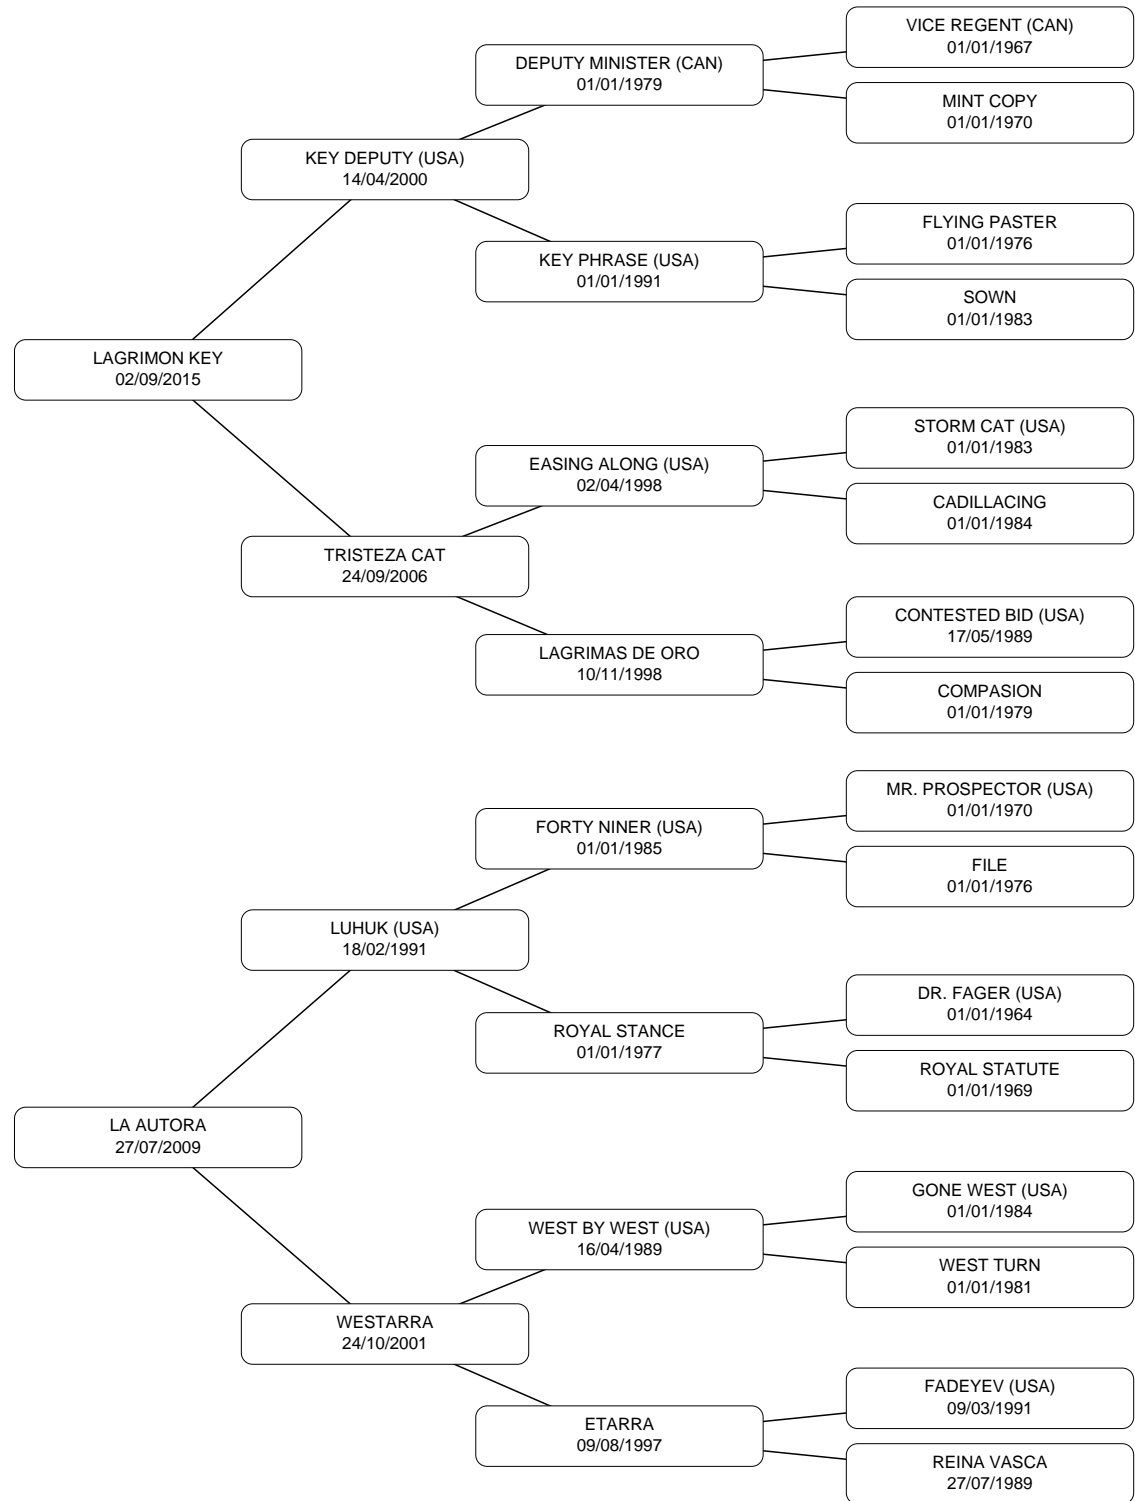 VICE REGENT (CAN)
01/01/1967
DEPUTY MINISTER (CAN)
01/01/1979
MINT COPY
01/01/1970
KEY DEPUTY (USA)
14/04/2000
FLYING PASTER
01/01/1976
KEY PHRASE (USA)
01/01/1991
SOWN
01/01/1983
LAGRIMON KEY
02/09/2015
STORM CAT (USA)
01/01/1983
EASING ALONG (USA)
02/04/1998
CADILLACING
01/01/1984
TRISTEZA CAT
24/09/2006
CONTESTED BID (USA)
17/05/1989
LAGRIMAS DE ORO
10/11/1998
COMPASION
01/01/1979
MR. PROSPECTOR (USA)
01/01/1970
FORTY NINER (USA)
01/01/1985
FILE
01/01/1976
LUHUK (USA)
18/02/1991
DR. FAGER (USA)
01/01/1964
ROYAL STANCE
01/01/1977
ROYAL STATUTE
01/01/1969
LA AUTORA
27/07/2009
GONE WEST (USA)
01/01/1984
WEST BY WEST (USA)
16/04/1989
WEST TURN
01/01/1981
WESTARRA
24/10/2001
FADEYEV (USA)
09/03/1991
ETARRA
09/08/1997
REINA VASCA
27/07/1989